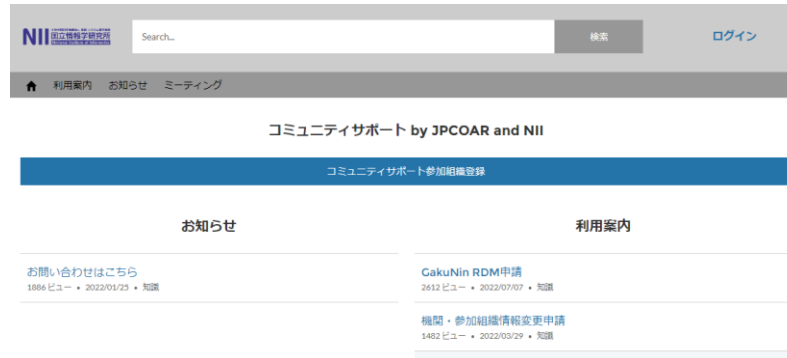 NII 国立情報学研究所
Search...
検索
ログイン
利用案内 お知らせ ミーティング
コミュニティサポート by JPCOAR and NII
コミュニティサポート参加組織登録
お知らせ
お問い合わせはこちら
1886 ビュー • 2022/01/25 • 知識
利用案内
GakuNin RDM申請
2612 ビュー • 2022/07/07 • 知識
機関・参加組織情報変更申請
1482 ビュー • 2022/03/29 • 知識